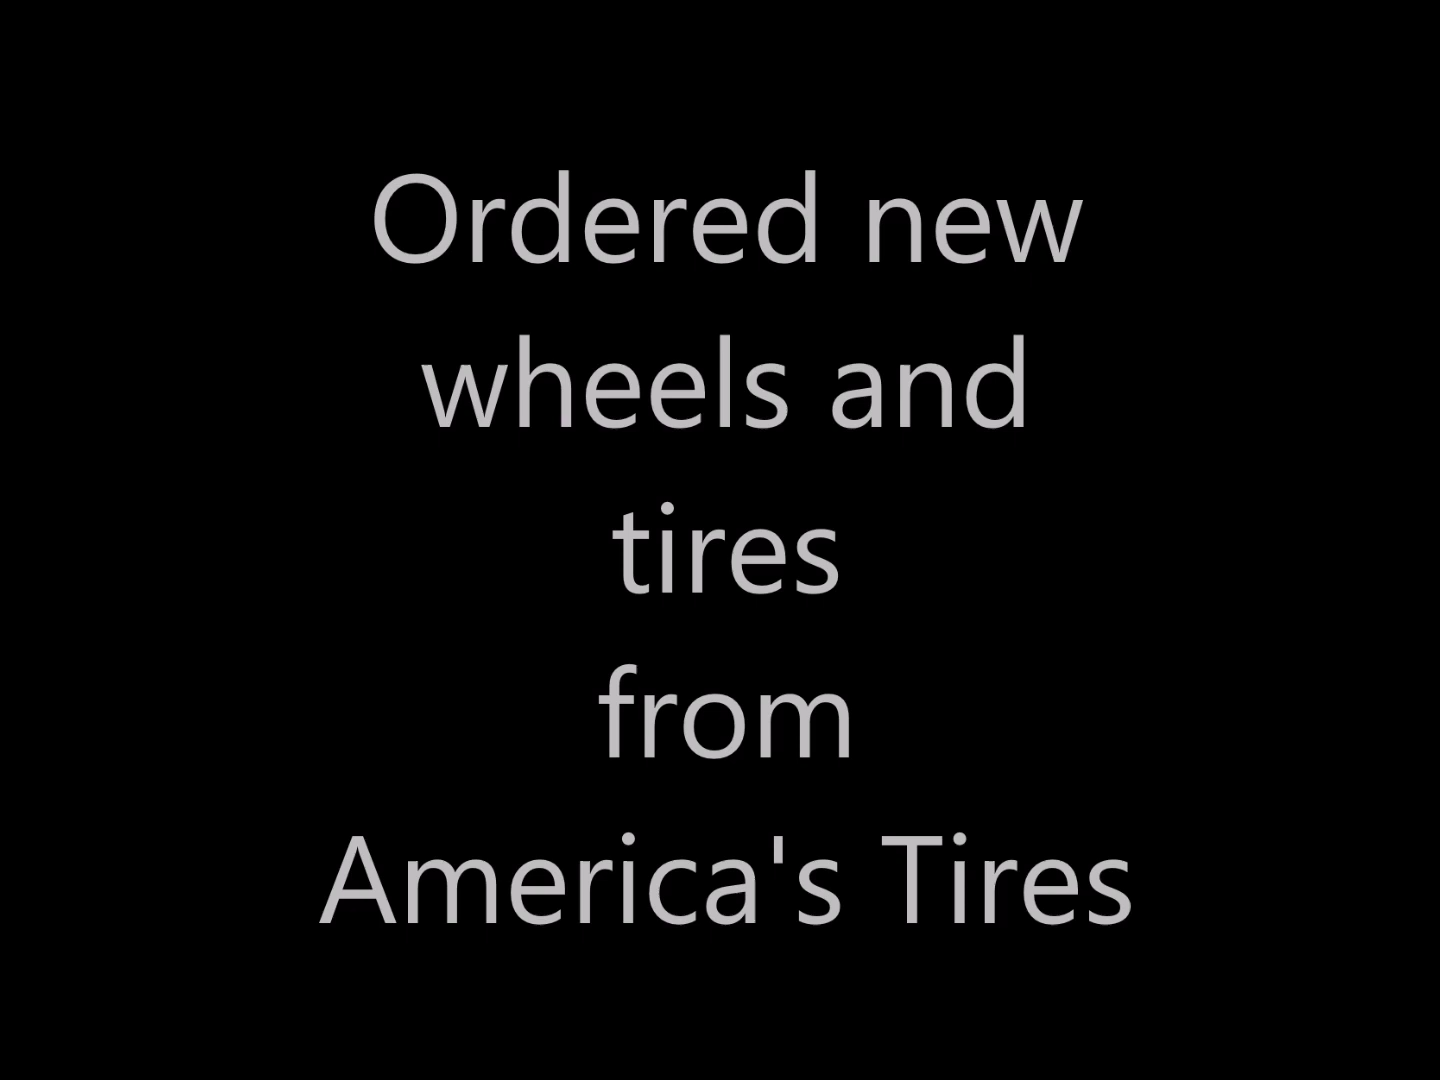 Ordered new
wheels and
tires
from
America's Tires